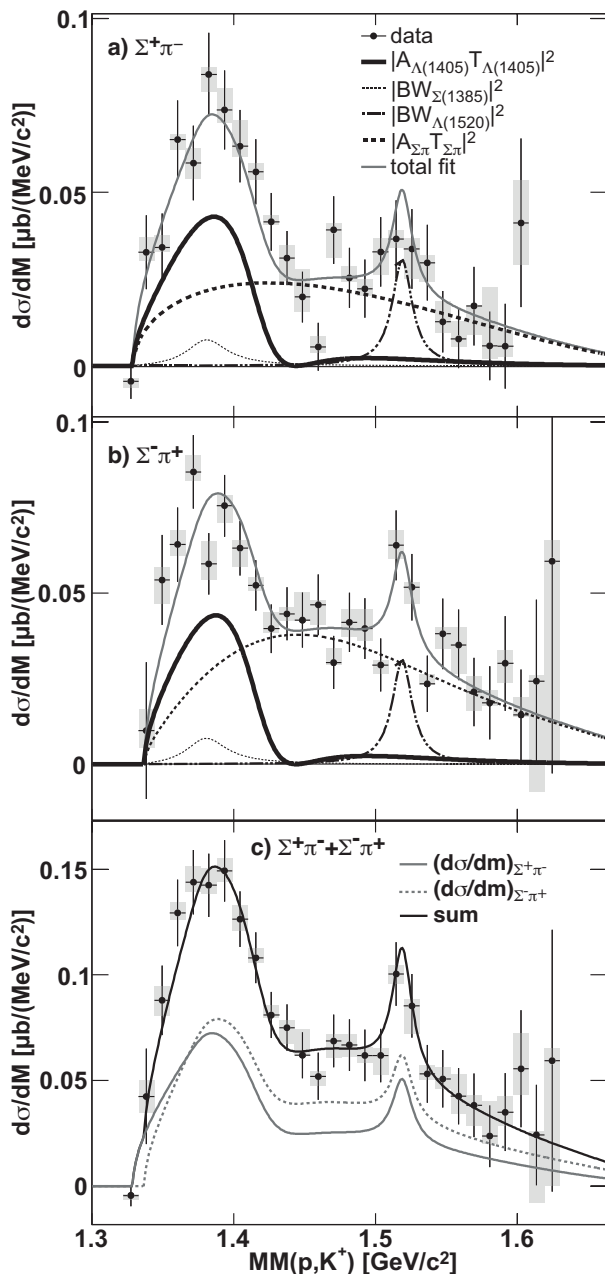 a) Σ⁺π⁻
data
|A_Λ(1405)T_Λ(1405)|²
|BW_Σ(1385)|²
|BW_Λ(1520)|²
|A_ΣπT_Σπ|²
total fit
0.1
0.05
0
dσ/dM [μb/(MeV/c²)]
b) Σ⁻π⁺
0.1
0.05
0
dσ/dM [μb/(MeV/c²)]
c) Σ⁺π⁻+Σ⁻π⁺
(dσ/dm)_Σ⁺π⁻
(dσ/dm)_Σ⁻π⁺
sum
0.15
0.1
0.05
0
dσ/dM [μb/(MeV/c²)]
1.3 1.4 1.5 1.6
MM(p,K⁺) [GeV/c²]